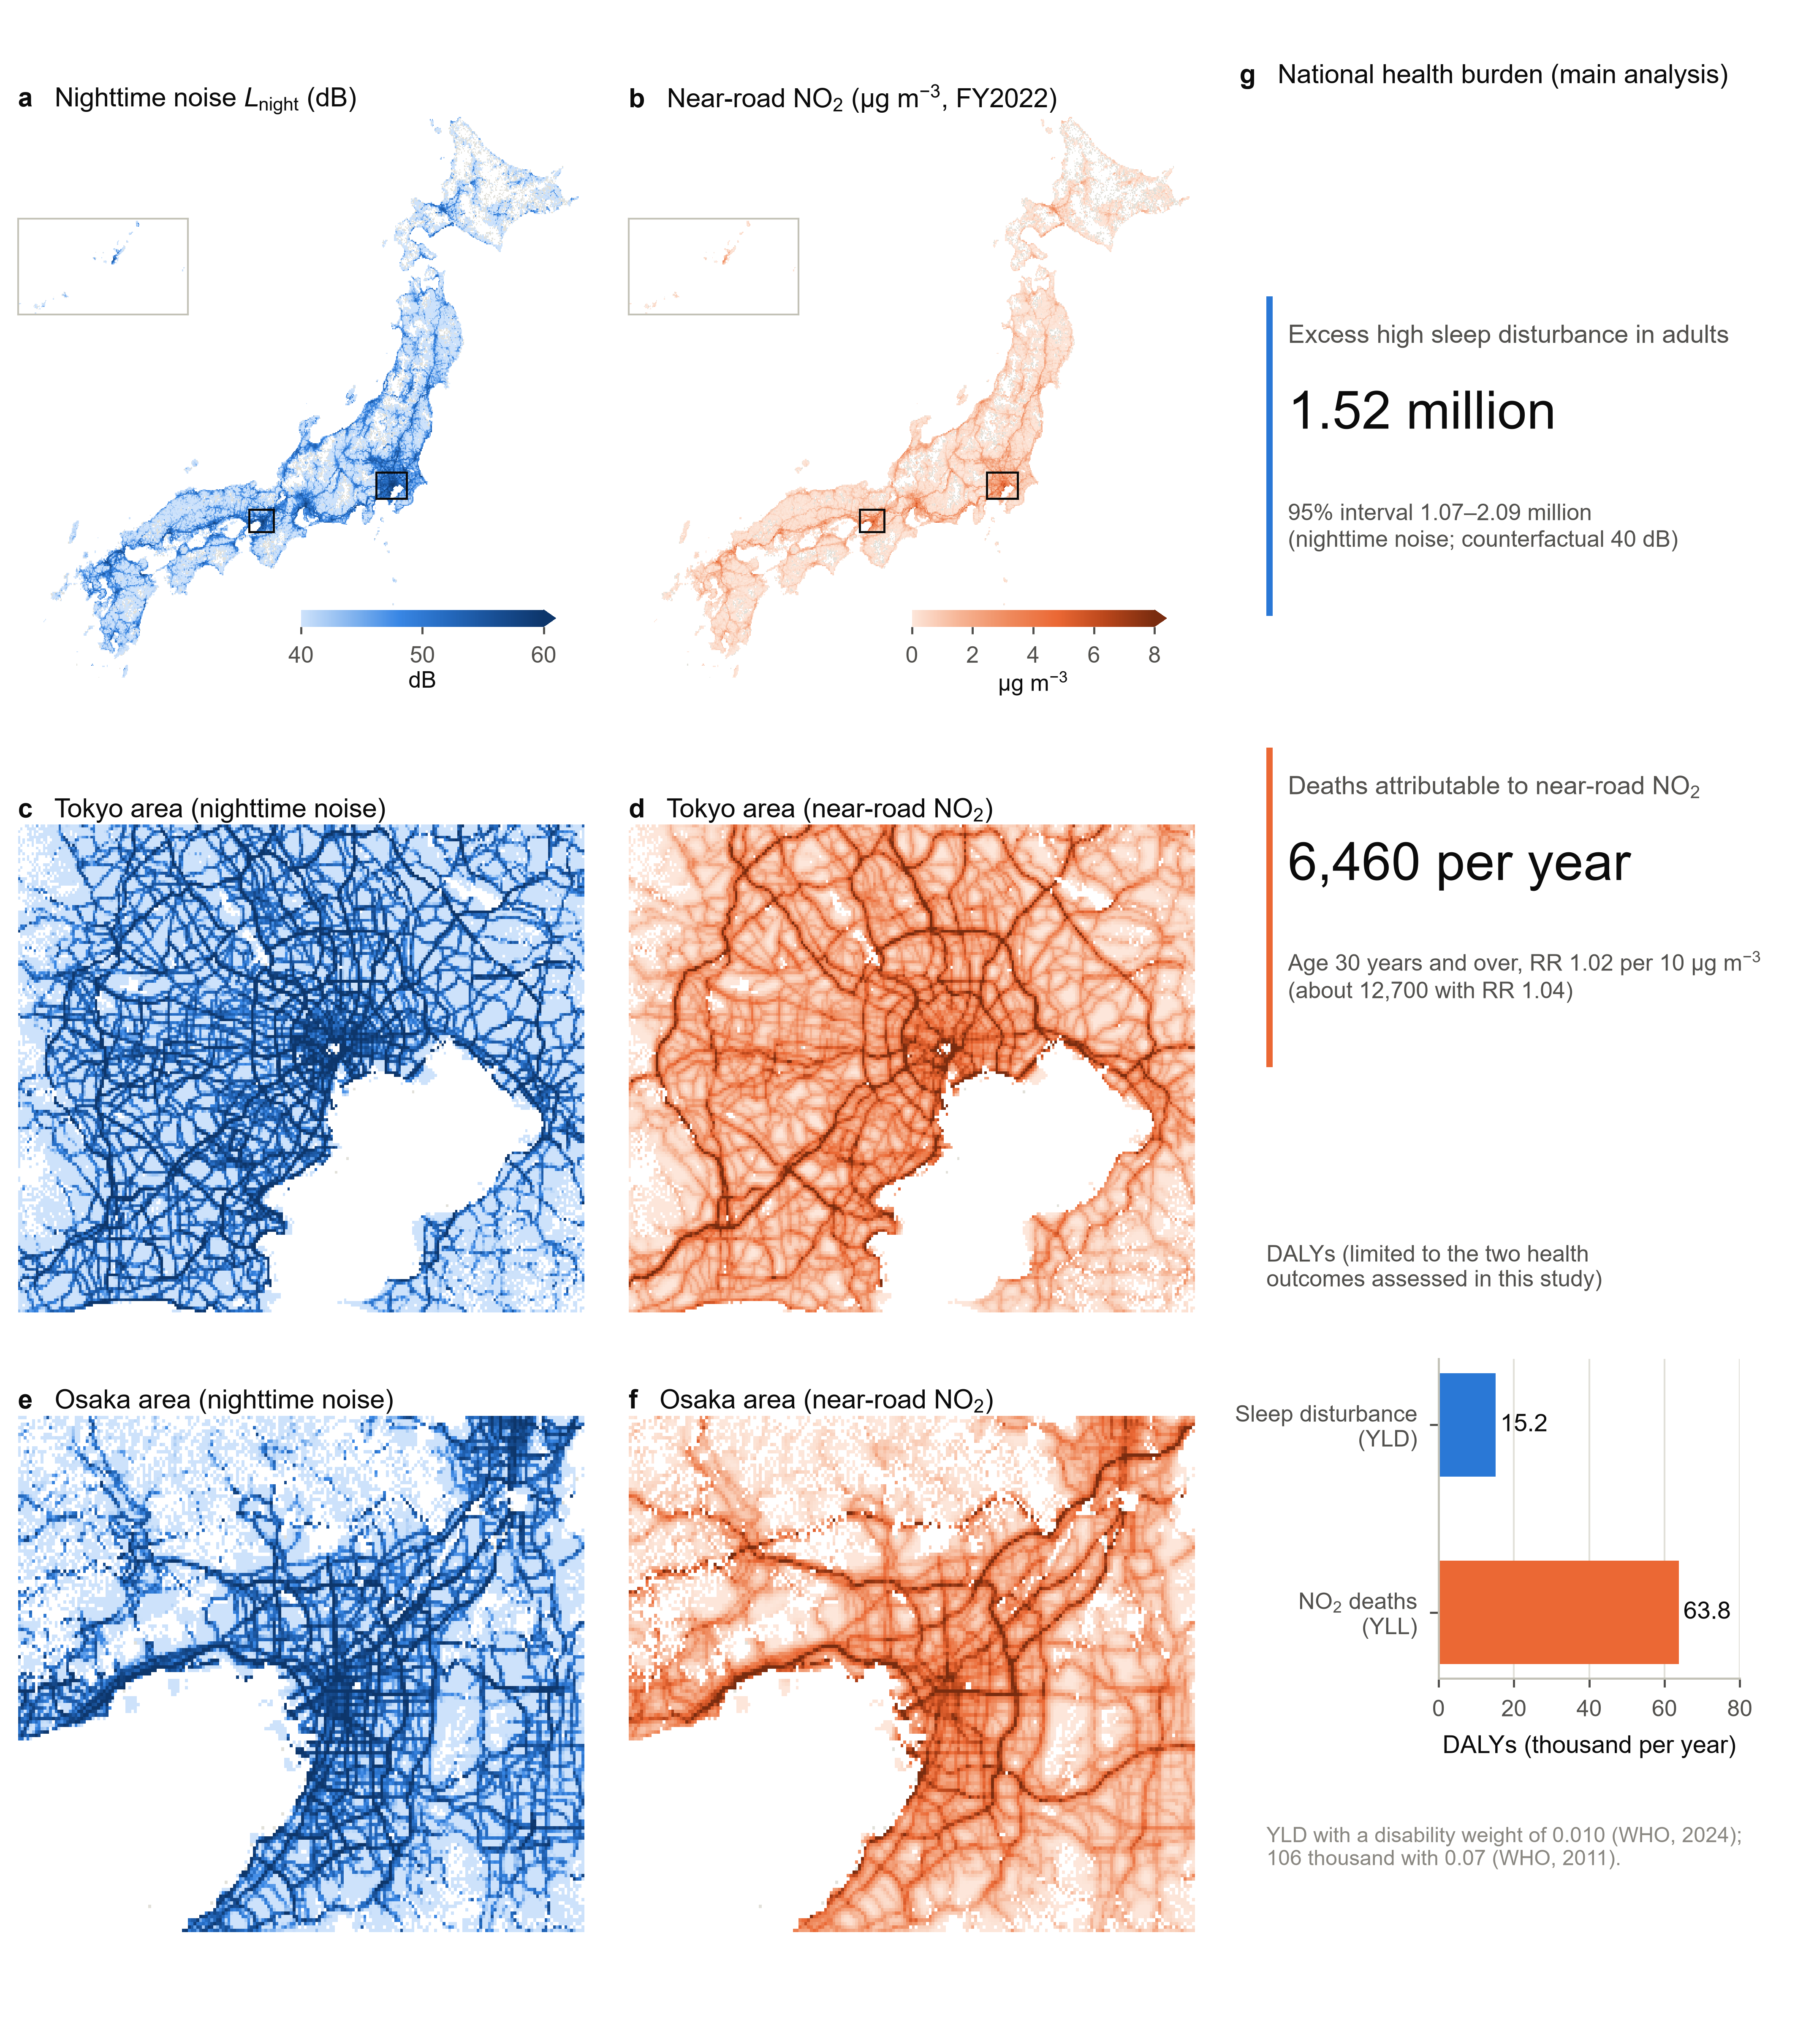 a Nighttime noise Lnight (dB)
40 50 60
dB
b Near-road NO₂ (µg m⁻³, FY2022)
0 2 4 6 8
µg m⁻³
c Tokyo area (nighttime noise)
d Tokyo area (near-road NO₂)
e Osaka area (nighttime noise)
f Osaka area (near-road NO₂)
g National health burden (main analysis)
Excess high sleep disturbance in adults
1.52 million
95% interval 1.07–2.09 million
(nighttime noise; counterfactual 40 dB)
Deaths attributable to near-road NO₂
6,460 per year
Age 30 years and over, RR 1.02 per 10 µg m⁻³
(about 12,700 with RR 1.04)
DALYs (limited to the two health
outcomes assessed in this study)
Sleep disturbance
(YLD)
15.2
NO₂ deaths
(YLL)
63.8
0 20 40 60 80
DALYs (thousand per year)
YLD with a disability weight of 0.010 (WHO, 2024);
106 thousand with 0.07 (WHO, 2011).